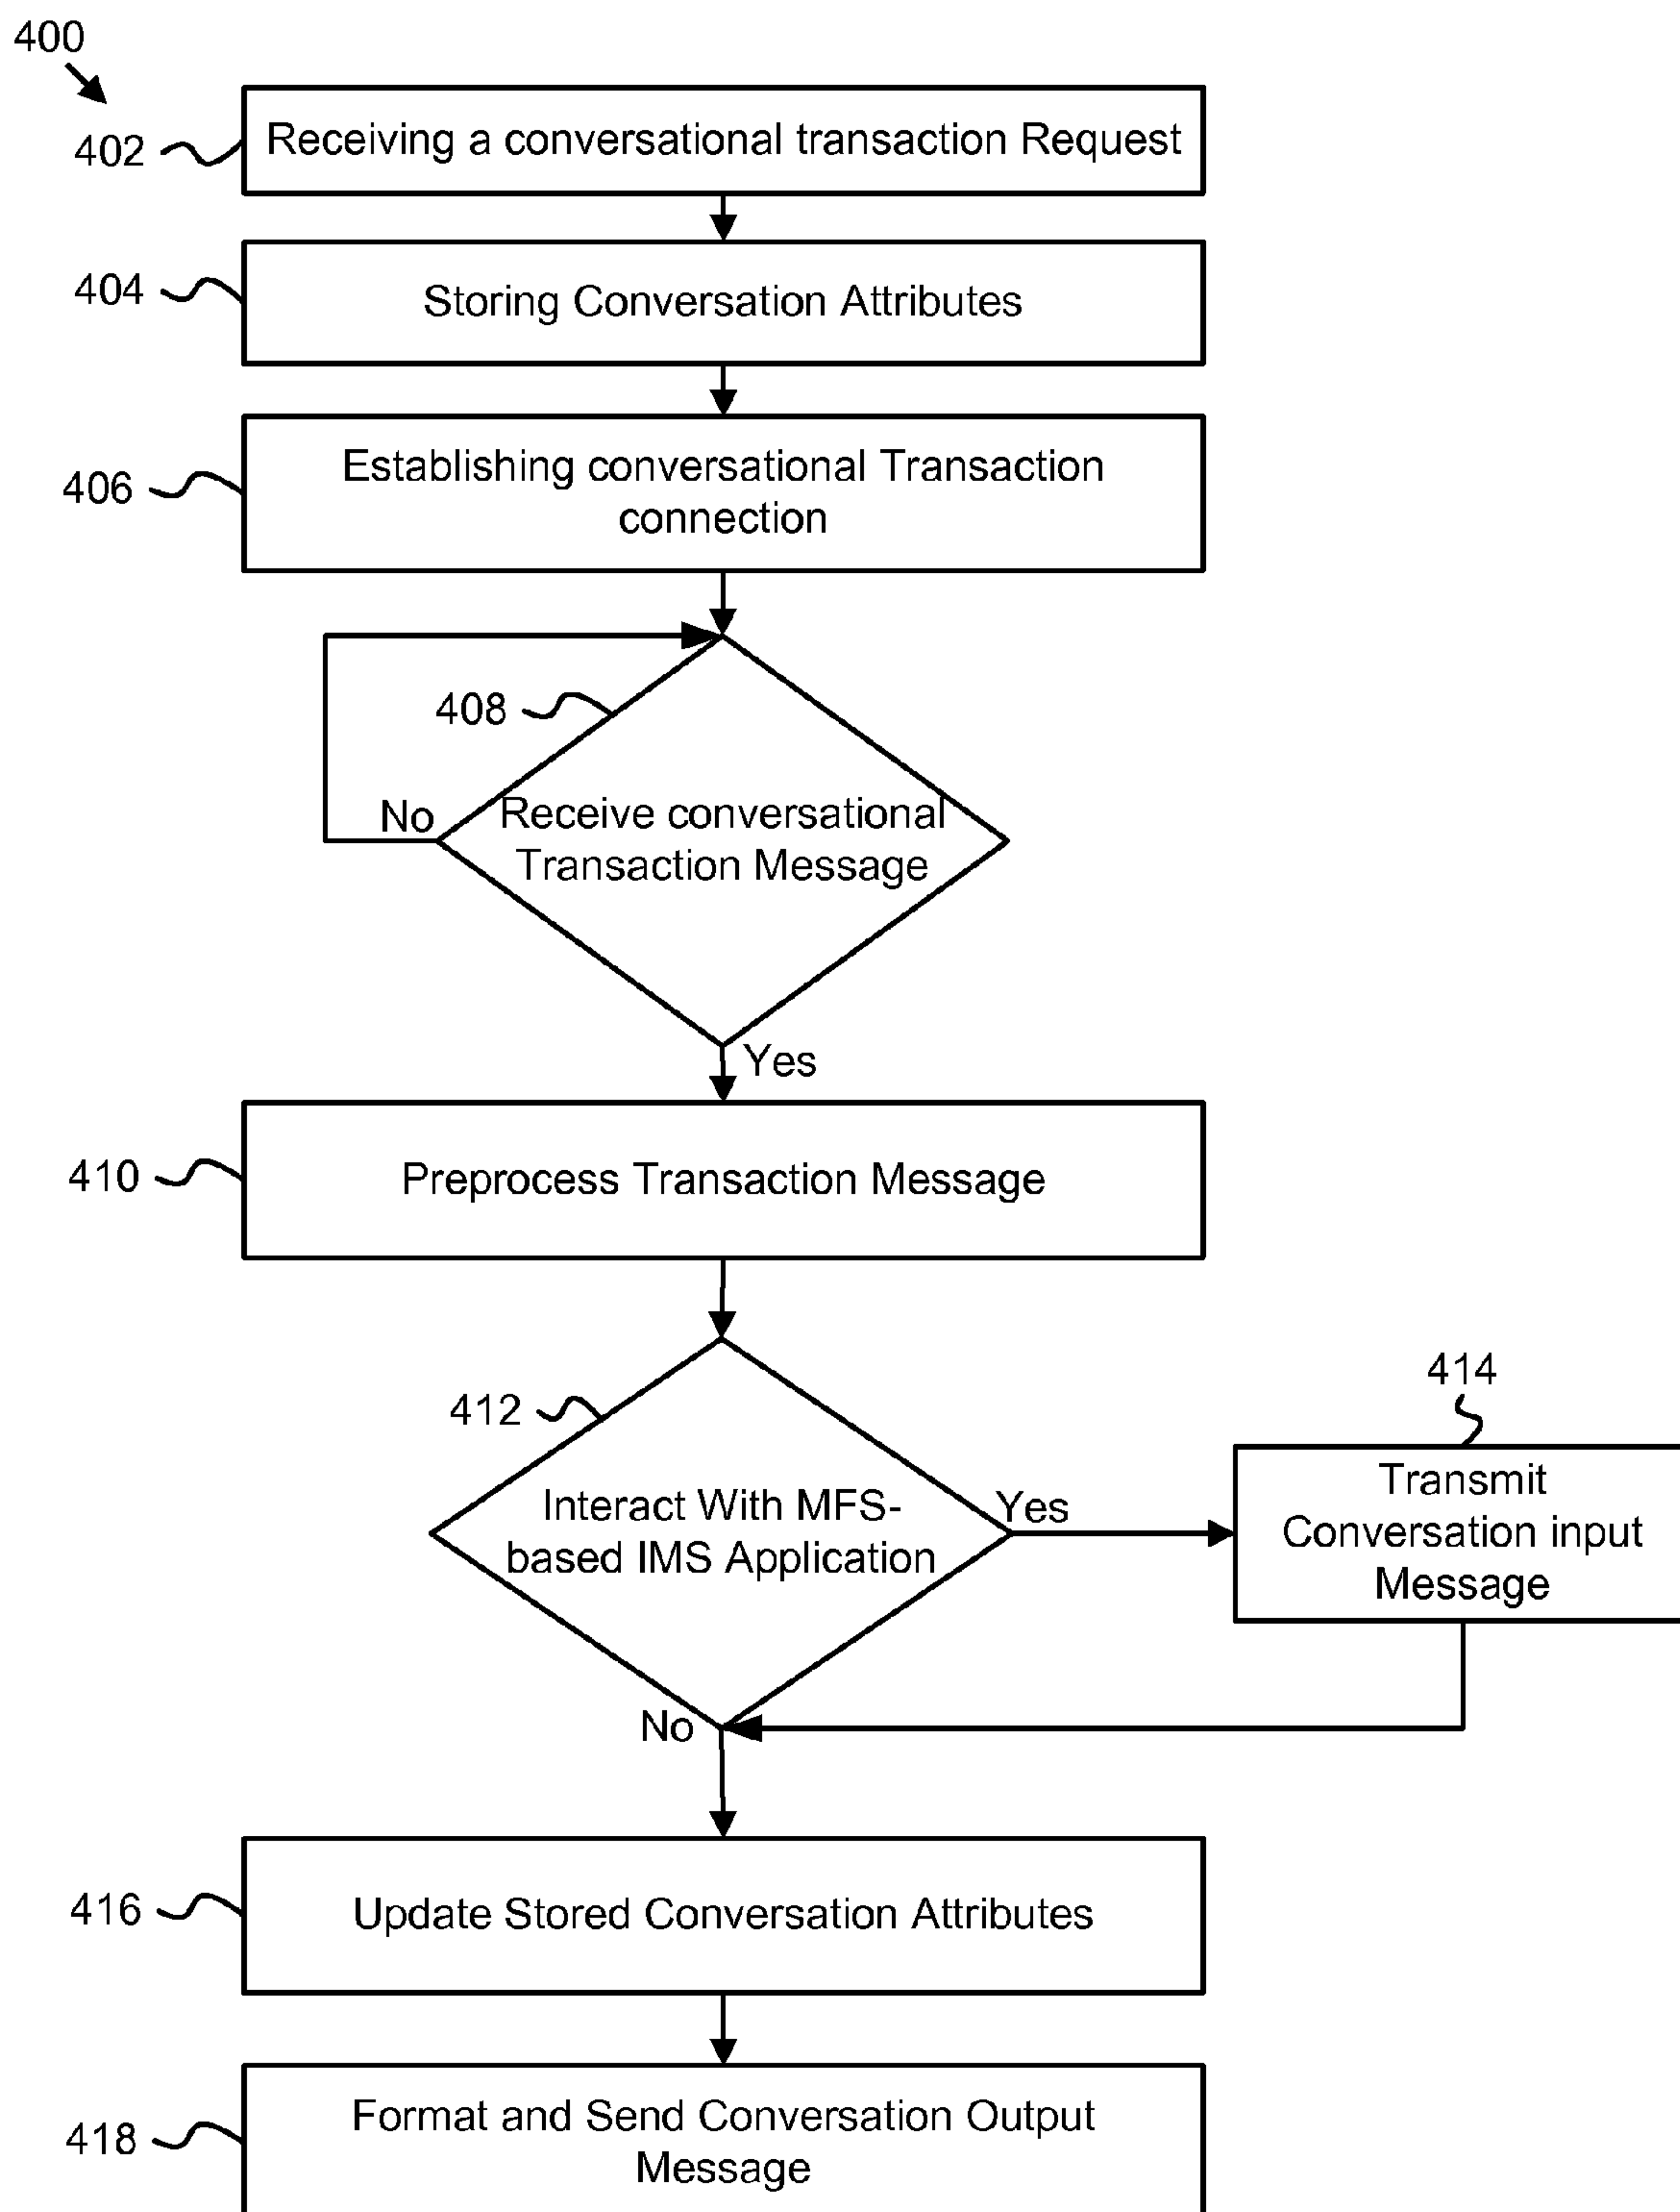 400
402
Receiving a conversational transaction Request
404
Storing Conversation Attributes
406
Establishing conversational Transaction
connection
408
No
Receive conversational
Transaction Message
Yes
410
Preprocess Transaction Message
412
Interact With MFS-
based IMS Application
Yes
414
Transmit
Conversation input
Message
No
416
Update Stored Conversation Attributes
418
Format and Send Conversation Output
Message